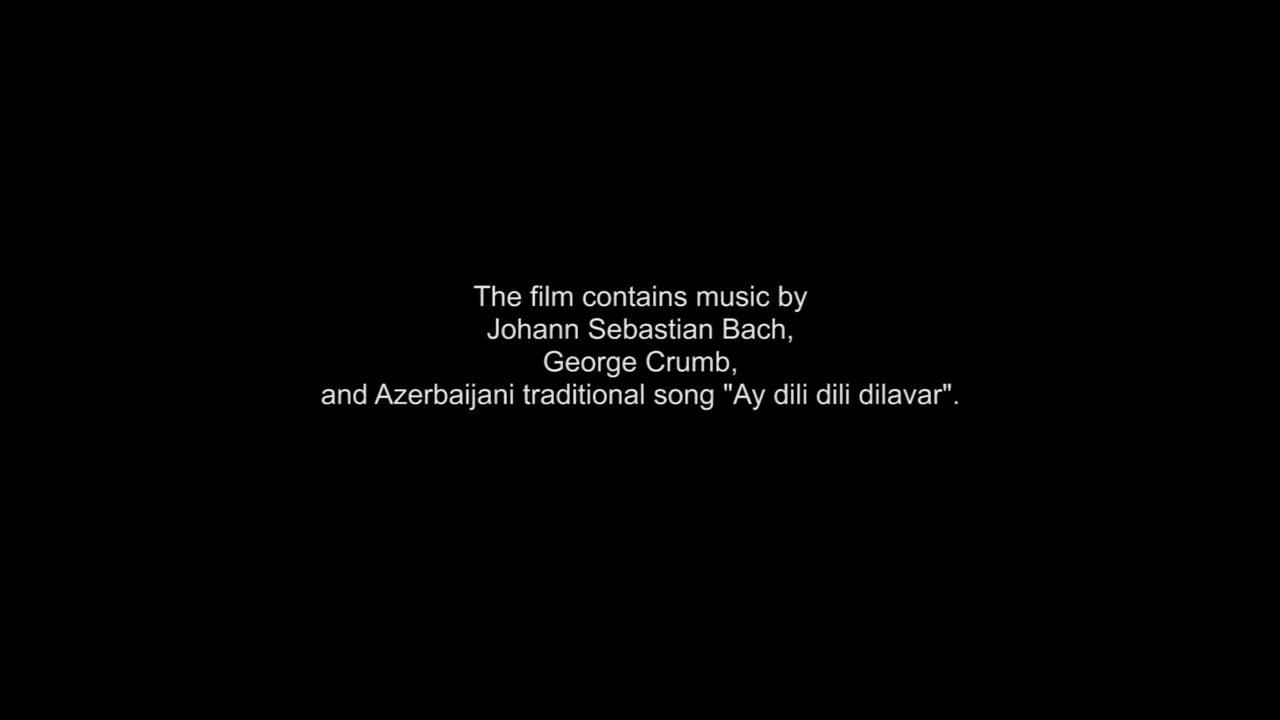 The film contains music by
Johann Sebastian Bach,
George Crumb,
and Azerbaijani traditional song "Ay dili dili dilavar".